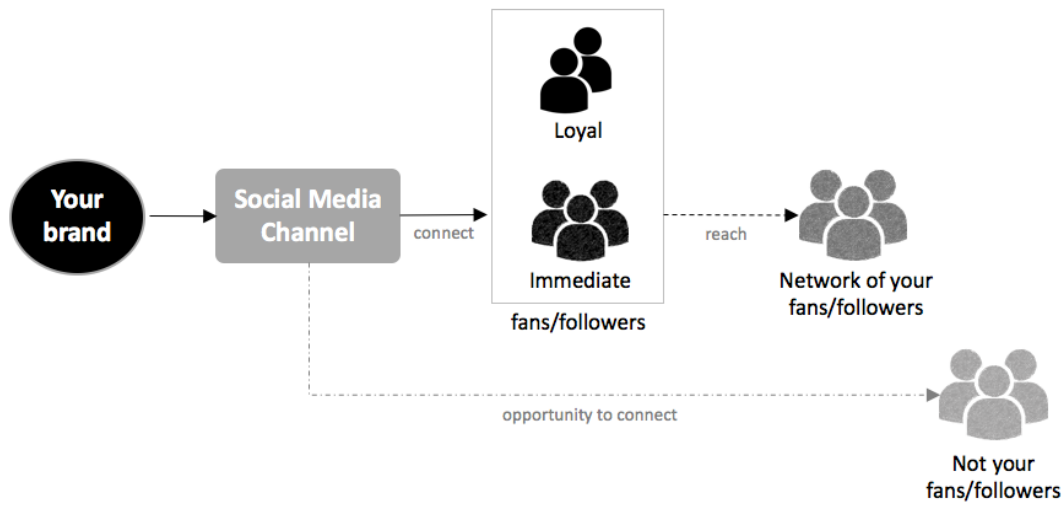 Loyal
Your
brand
Social Media
Channel
connect
Immediate
fans/followers
reach
Network of your
fans/followers
opportunity to connect
Not your
fans/followers